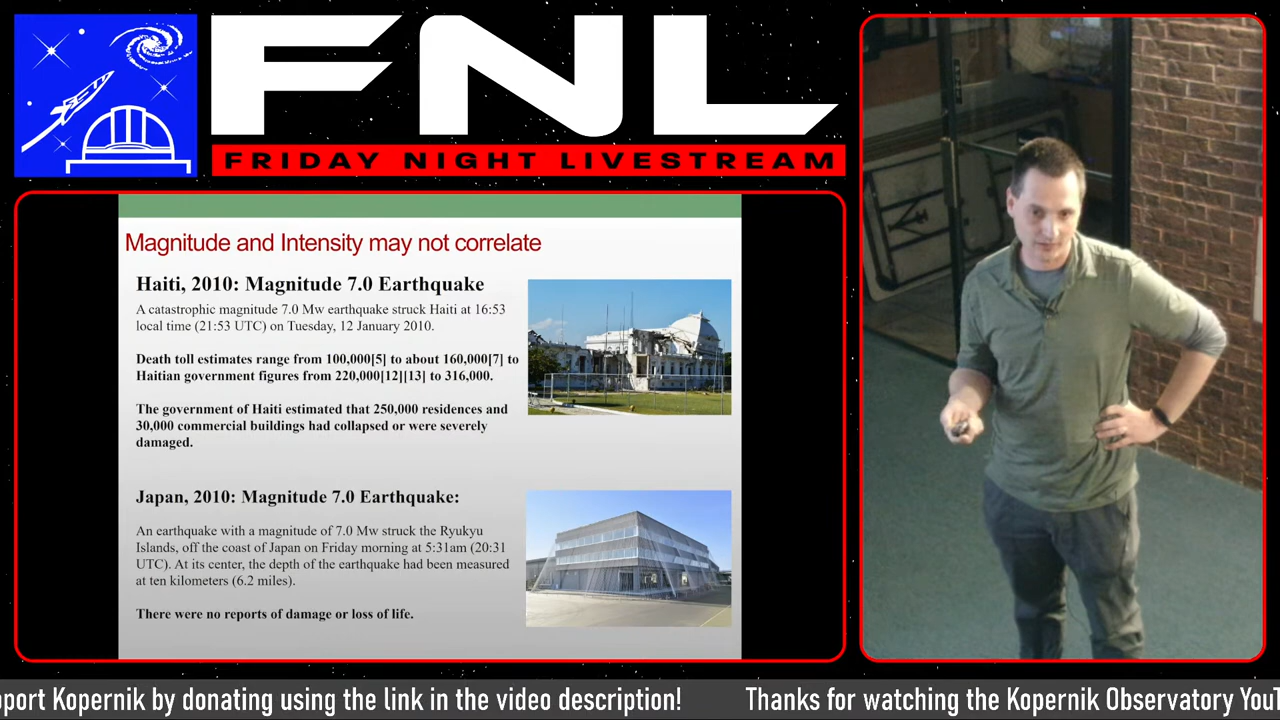 FNL
FRIDAY NIGHT LIVESTREAM
Magnitude and Intensity may not correlate
Haiti, 2010: Magnitude 7.0 Earthquake
A catastrophic magnitude 7.0 Mw earthquake struck Haiti at 16:53
local time (21:53 UTC) on Tuesday, 12 January 2010.
Death toll estimates range from 100,000[5] to about 160,000[7] to
Haitian government figures from 220,000[12][13] to 316,000.
The government of Haiti estimated that 250,000 residences and
30,000 commercial buildings had collapsed or were severely
damaged.
Japan, 2010: Magnitude 7.0 Earthquake:
An earthquake with a magnitude of 7.0 Mw struck the Ryukyu
Islands, off the coast of Japan on Friday morning at 5:31am (20:31
UTC). At its center, the depth of the earthquake had been measured
at ten kilometers (6.2 miles).
There were no reports of damage or loss of life.
pport Kopernik by donating using the link in the video description! Thanks for watching the Kopernik Observatory YouT